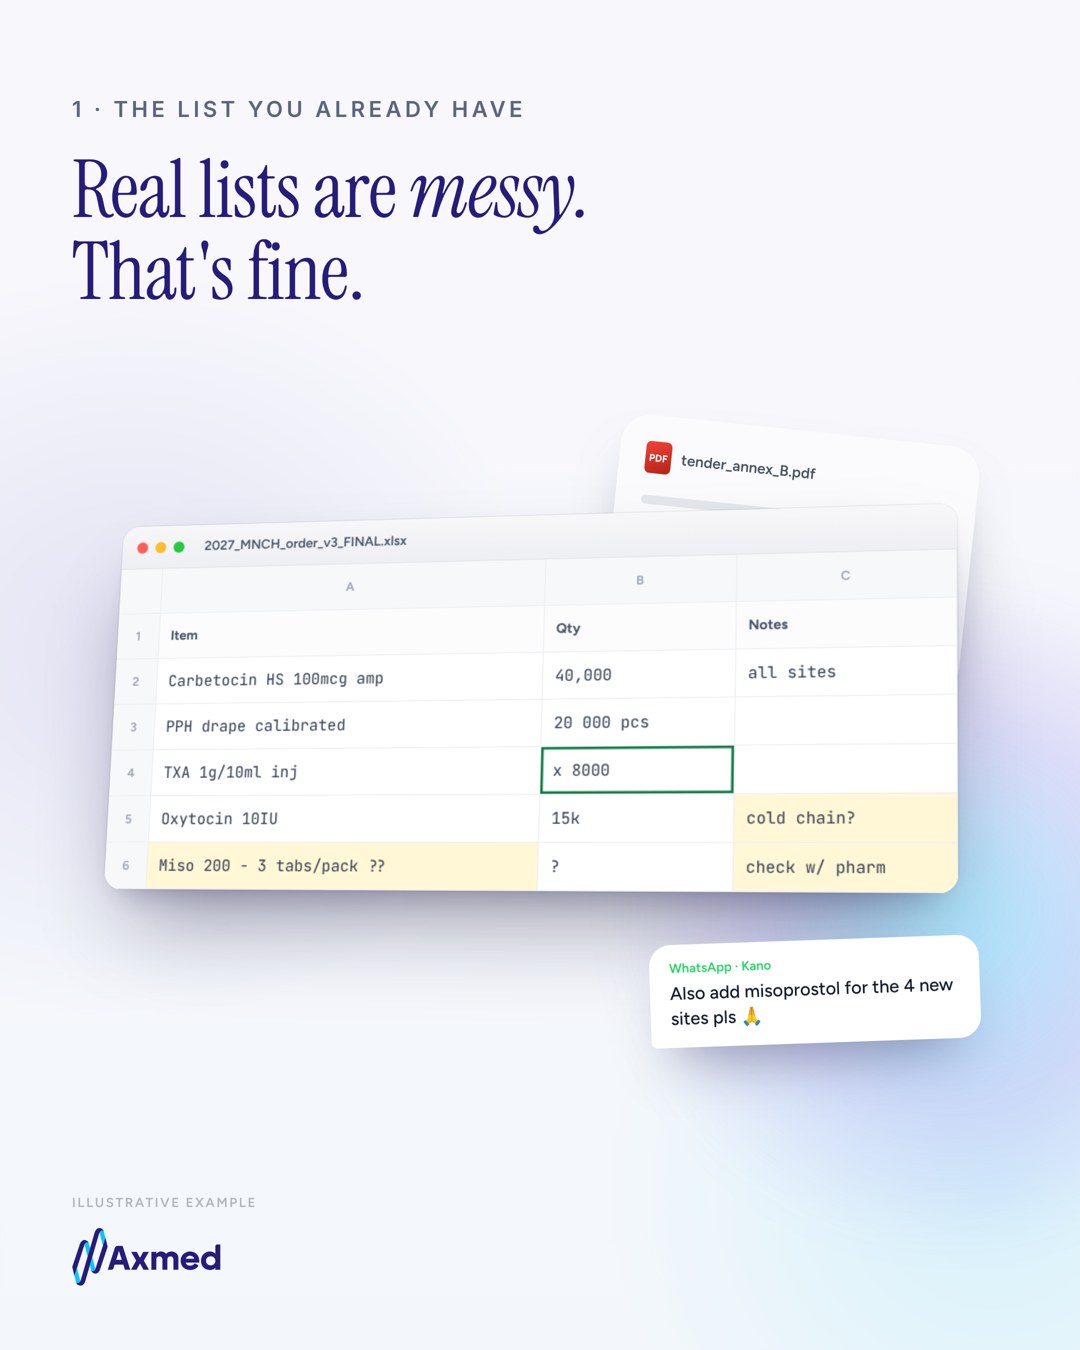 1 · THE LIST YOU ALREADY HAVE
Real lists are messy.
That's fine.
PDF tender_annex_B.pdf
2027_MNCH_order_v3_FINAL.xlsx
A B C
1 Item Qty Notes
2 Carbetocin HS 100mcg amp 40,000 all sites
3 PPH drape calibrated 20 000 pcs
4 TXA 1g/10ml inj x 8000
5 Oxytocin 10IU 15k cold chain?
6 Miso 200 - 3 tabs/pack ?? ? check w/ pharm
WhatsApp · Kano
Also add misoprostol for the 4 new
sites pls 🙏
ILLUSTRATIVE EXAMPLE
Axmed